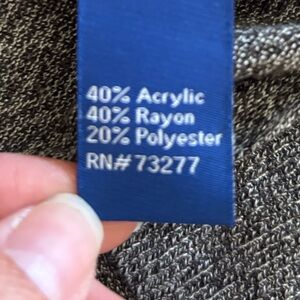 40% Acrylic
40% Rayon
20% Polyester
RN# 73277